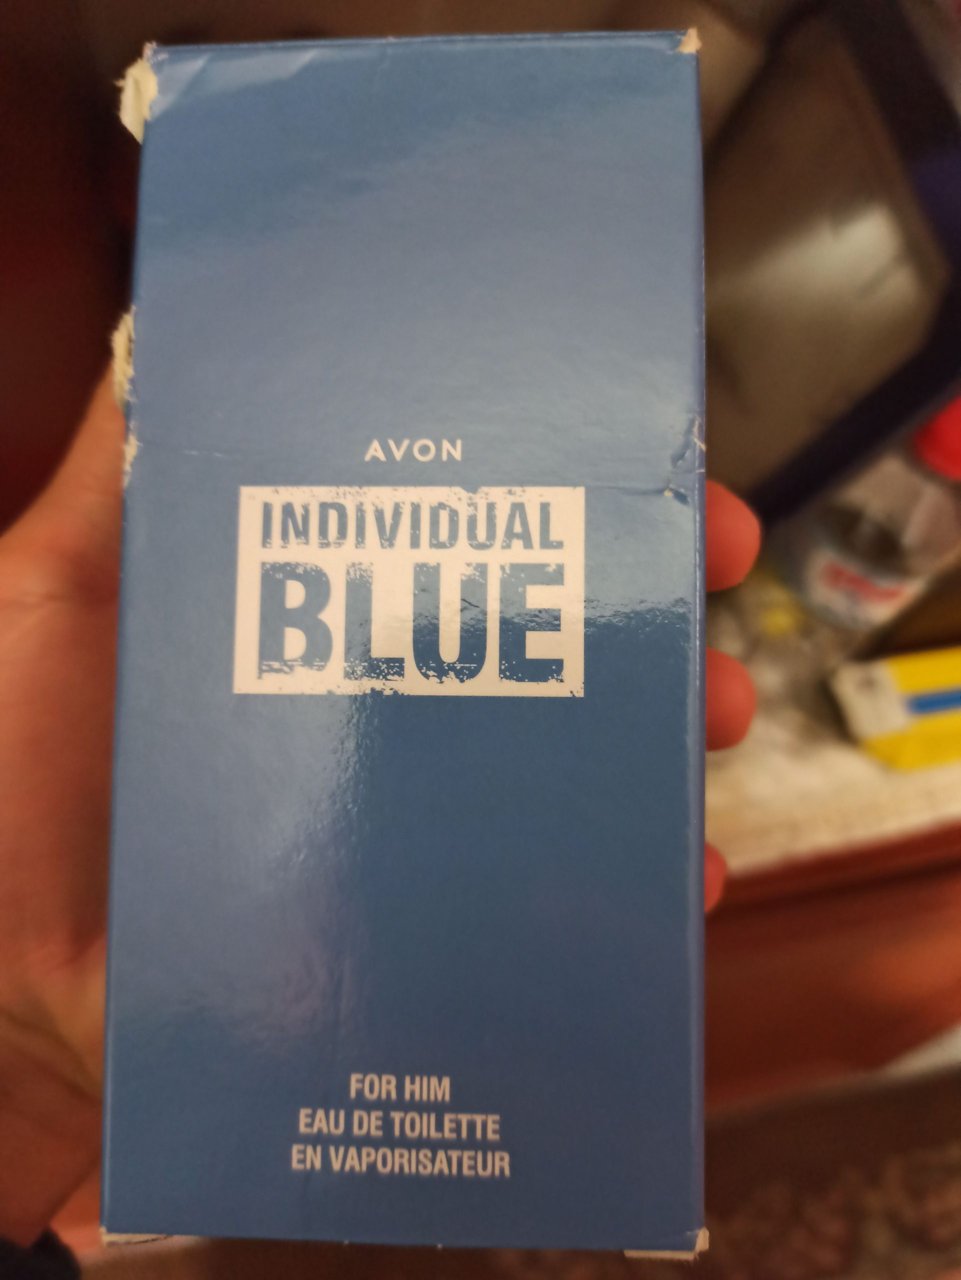 AVON
INDIVIDUAL
BLUE
FOR HIM
EAU DE TOILETTE
EN VAPORISATEUR